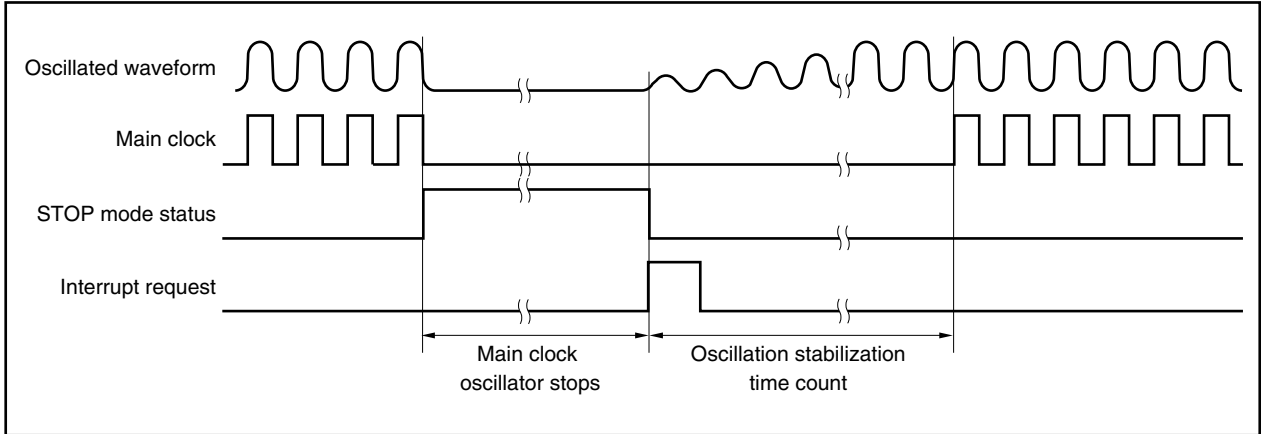 Oscillated waveform
Main clock
STOP mode status
Interrupt request
Main clock
oscillator stops
Oscillation stabilization
time count